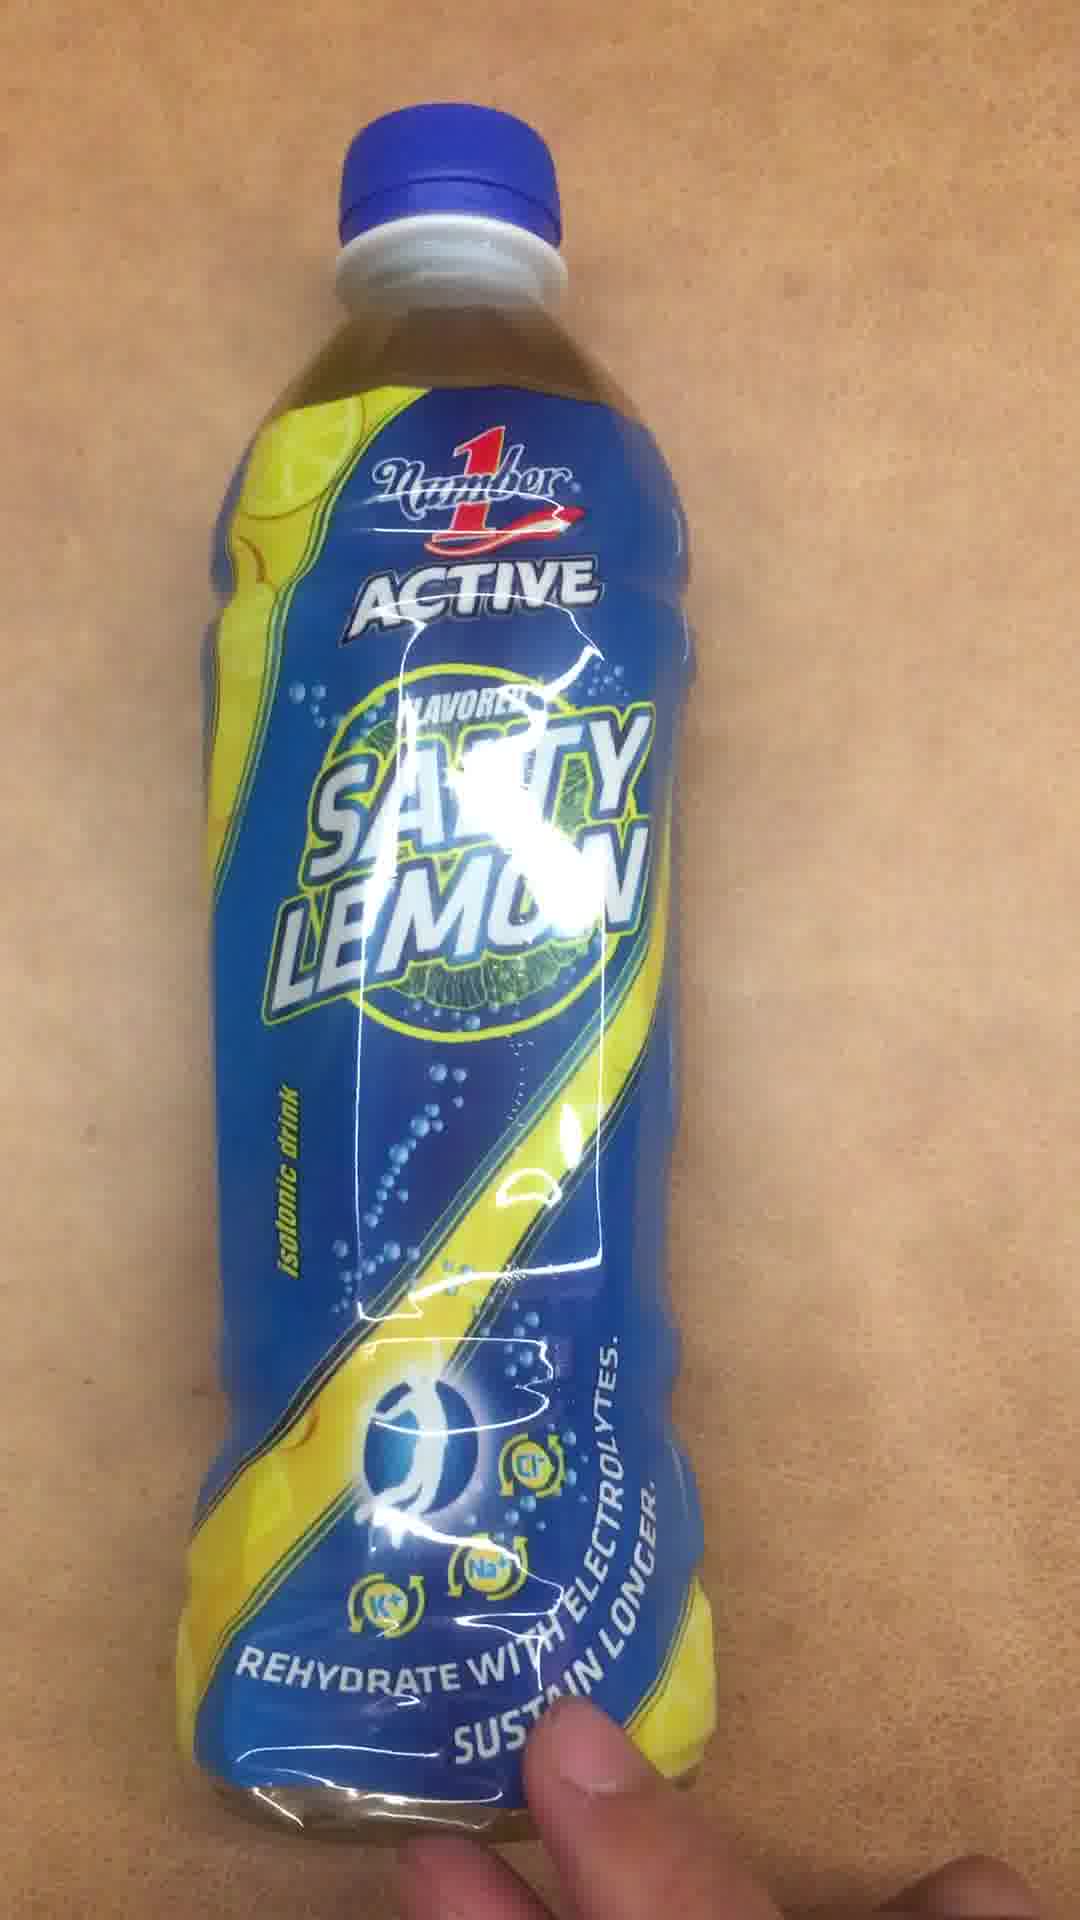 Number 1
ACTIVE
FLAVORED
SALTY
LEMON
isotonic drink
Cl-
Na+
K+
REHYDRATE WITH ELECTROLYTES.
SUSTAIN LONGER.